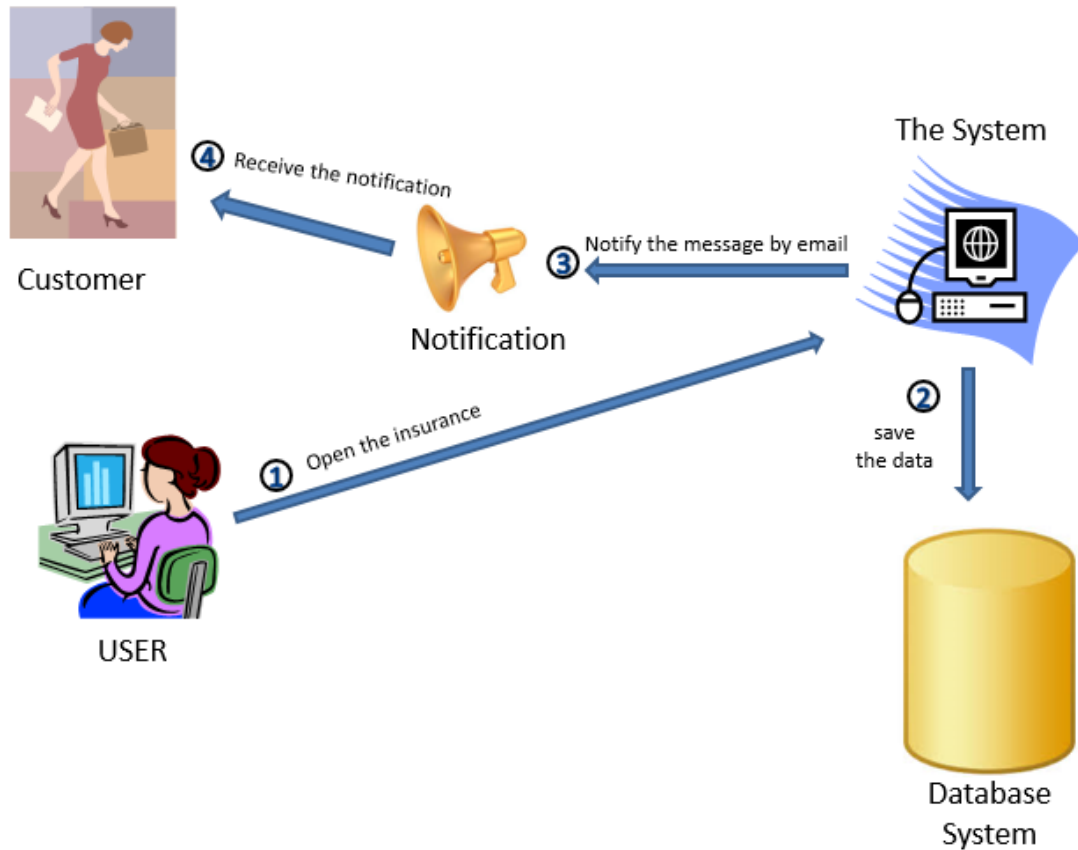 The System
④ Receive the notification
③ Notify the message by email
Customer
Notification
② save
the data
① Open the insurance
USER
Database
System